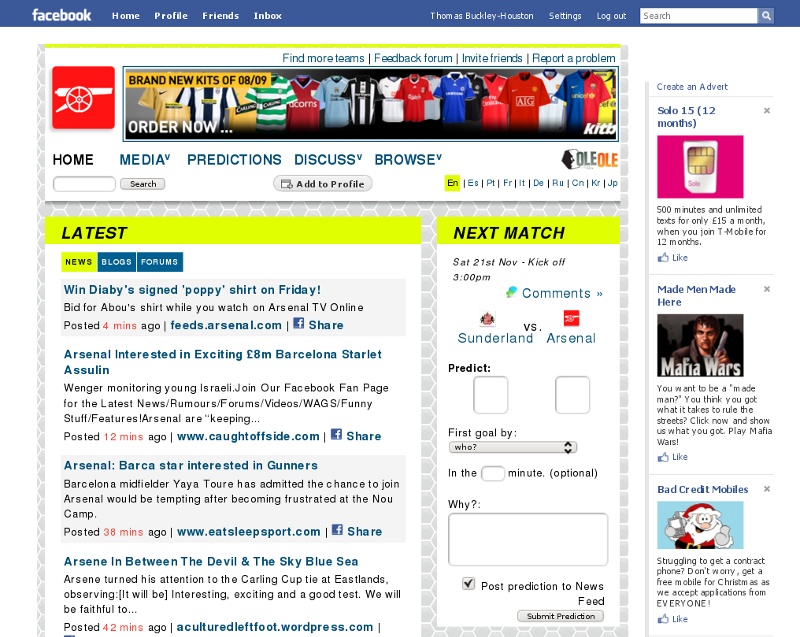 facebook Home Profile Friends Inbox Thomas Buckley-Houston Settings Log out Search
Find more teams | Feedback forum | Invite friends | Report a problem
BRAND NEW KITS OF 08/09
ORDER NOW ...
kitb
HOME MEDIA v PREDICTIONS DISCUSS v BROWSE v OLEOLE
Search Add to Profile En | Es | Pt | Fr | It | De | Ru | Cn | Kr | Jp
LATEST
NEWS BLOGS FORUMS
Win Diaby's signed 'poppy' shirt on Friday!
Bid for Abou's shirt while you watch on Arsenal TV Online
Posted 4 mins ago | feeds.arsenal.com | Share
Arsenal Interested in Exciting £8m Barcelona Starlet
Assulin
Wenger monitoring young Israeli.Join Our Facebook Fan Page
for the Latest News/Rumours/Forums/Videos/WAGS/Funny
Stuff/Features!Arsenal are “keeping...
Posted 12 mins ago | www.caughtoffside.com | Share
Arsenal: Barca star interested in Gunners
Barcelona midfielder Yaya Toure has admitted the chance to join
Arsenal would be tempting after becoming frustrated at the Nou
Camp.
Posted 38 mins ago | www.eatsleepsport.com | Share
Arsene In Between The Devil & The Sky Blue Sea
Arsene turned his attention to the Carling Cup tie at Eastlands,
observing:[It will be] Interesting, exciting and a good test. We will
be faithful to...
Posted 42 mins ago | aculturedleftfoot.wordpress.com |
NEXT MATCH
Sat 21st Nov - Kick off
3:00pm
Comments »
vs.
Sunderland Arsenal
Predict:
First goal by:
who?
In the minute. (optional)
Why?:
Post prediction to News
Feed
Submit Prediction
Create an Advert
Solo 15 (12
months)
Solo
500 minutes and unlimited
texts for only £15 a month,
when you join T-Mobile for
12 months.
Like
Made Men Made
Here
Mafia Wars
You want to be a "made
man?" You think you got
what it takes to rule the
streets? Click now and show
us what you got. Play Mafia
Wars!
Like
Bad Credit Mobiles
Struggling to get a contract
phone? Don't worry, get a
free mobile for Christmas as
we accept applications from
EVERYONE!
Like